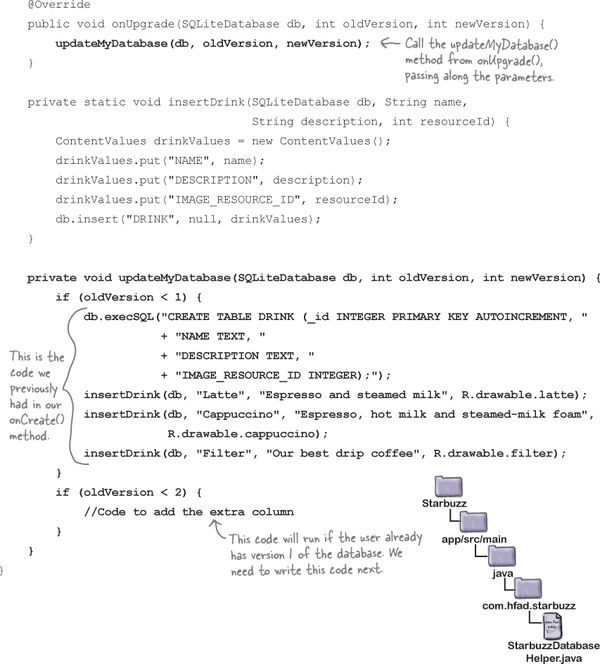 @Override
public void onUpgrade(SQLiteDatabase db, int oldVersion, int newVersion) {
updateMyDatabase(db, oldVersion, newVersion);
Call the updateMyDatabase()
method from onUpgrade(),
passing along the parameters.
}
private static void insertDrink(SQLiteDatabase db, String name,
String description, int resourceId) {
ContentValues drinkValues = new ContentValues();
drinkValues.put("NAME", name);
drinkValues.put("DESCRIPTION", description);
drinkValues.put("IMAGE_RESOURCE_ID", resourceId);
db.insert("DRINK", null, drinkValues);
}
private void updateMyDatabase(SQLiteDatabase db, int oldVersion, int newVersion) {
if (oldVersion < 1) {
db.execSQL("CREATE TABLE DRINK (_id INTEGER PRIMARY KEY AUTOINCREMENT, "
+ "NAME TEXT, "
+ "DESCRIPTION TEXT, "
+ "IMAGE_RESOURCE_ID INTEGER);");
insertDrink(db, "Latte", "Espresso and steamed milk", R.drawable.latte);
insertDrink(db, "Cappuccino", "Espresso, hot milk and steamed-milk foam",
R.drawable.cappuccino);
insertDrink(db, "Filter", "Our best drip coffee", R.drawable.filter);
This is the
code we
previously
had in our
onCreate()
method.
}
if (oldVersion < 2) {
//Code to add the extra column
}
This code will run if the user already
has version 1 of the database. We
need to write this code next.
}
}
Starbuzz
app/src/main
java
com.hfad.starbuzz
StarbuzzDatabase
Helper.java